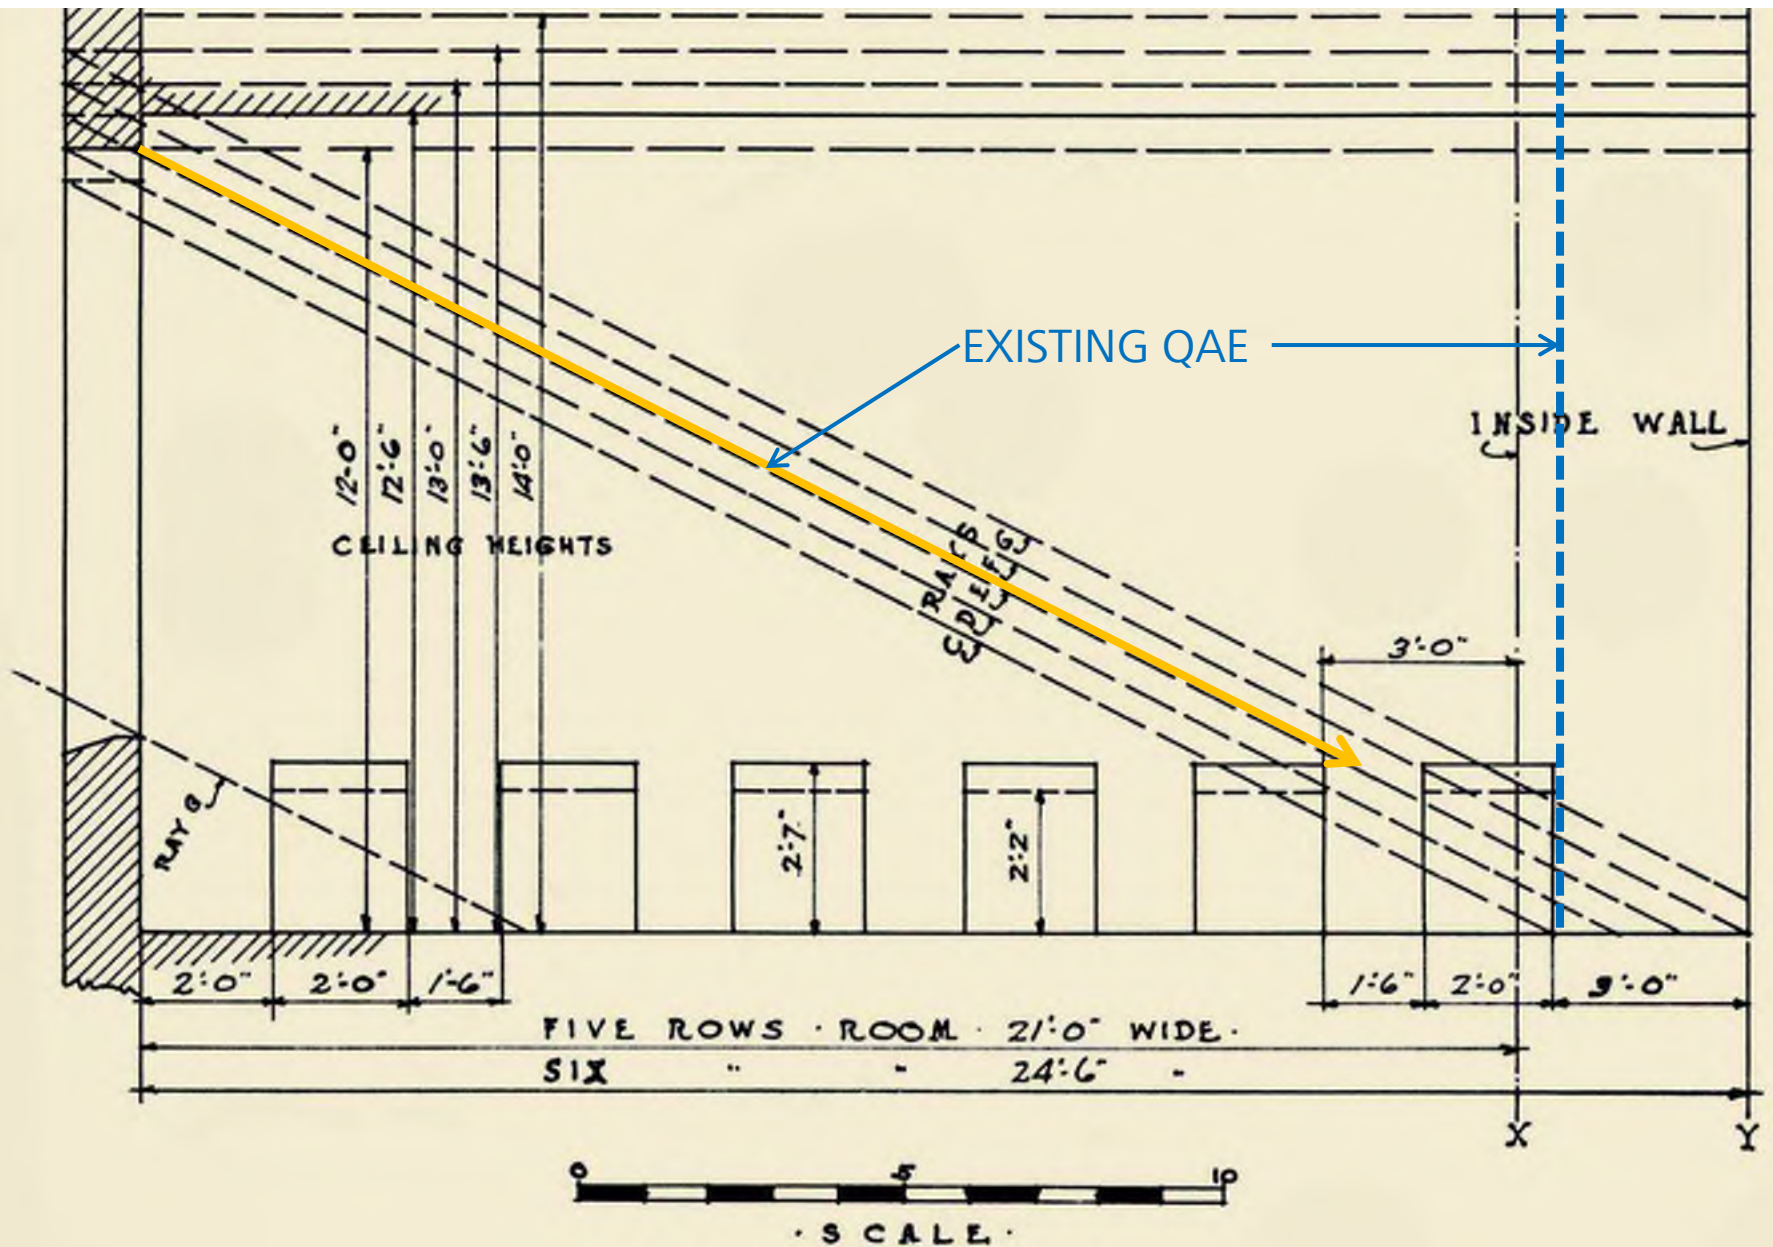 EXISTING QAE
INSIDE WALL
12'-0"
12'-6"
13'-0"
13'-6"
14'-0"
CEILING HEIGHTS
RAYS
C D E F G
3'-0"
RAY B
2'-7"
2'-2"
2'-0" 2'-0" 1'-6" 1'-6" 2'-0" 3'-0"
FIVE ROWS · ROOM · 21'-0" WIDE ·
SIX " " 24'-6" "
X Y
0 5 10
· SCALE ·